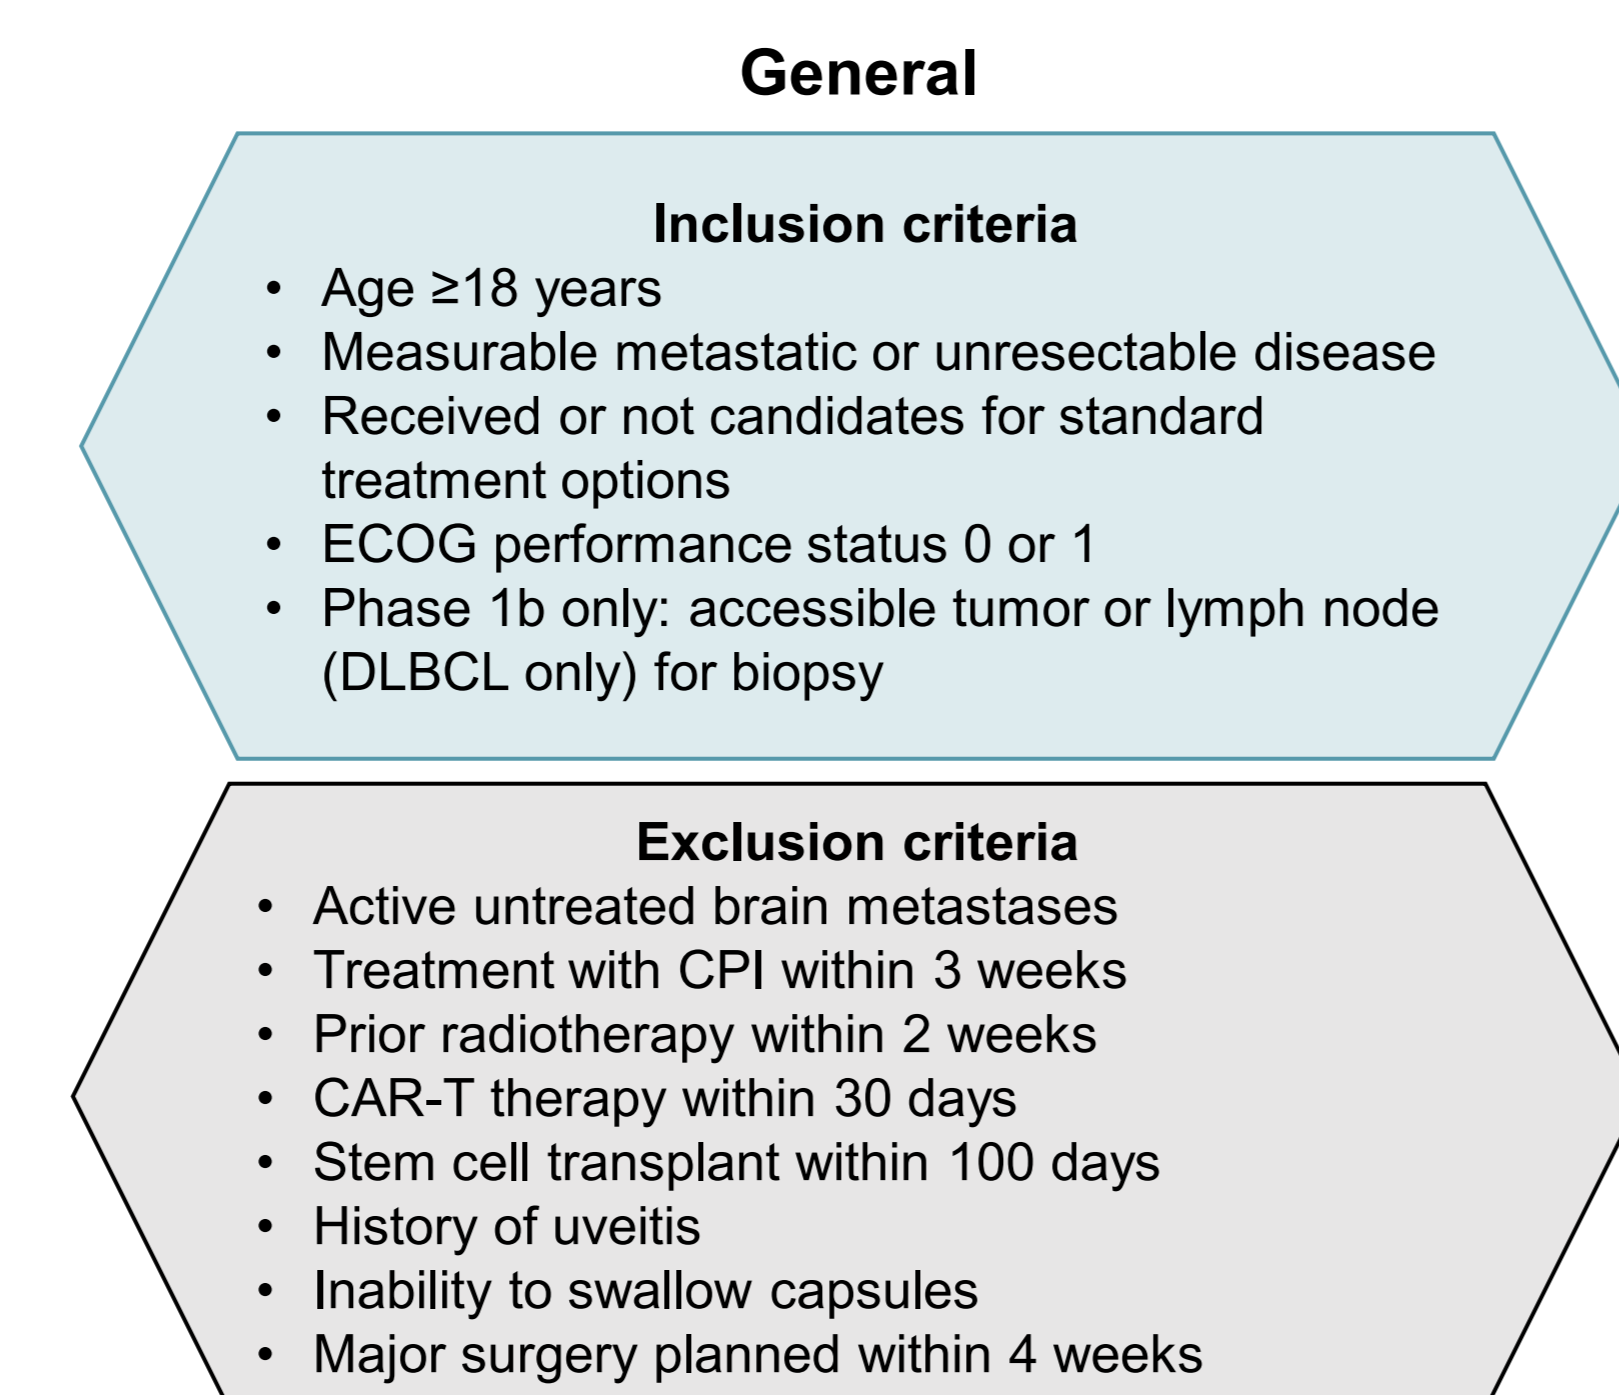 General
Inclusion criteria
• Age ≥18 years
• Measurable metastatic or unresectable disease
• Received or not candidates for standard
treatment options
• ECOG performance status 0 or 1
• Phase 1b only: accessible tumor or lymph node
(DLBCL only) for biopsy
Exclusion criteria
• Active untreated brain metastases
• Treatment with CPI within 3 weeks
• Prior radiotherapy within 2 weeks
• CAR-T therapy within 30 days
• Stem cell transplant within 100 days
• History of uveitis
• Inability to swallow capsules
• Major surgery planned within 4 weeks